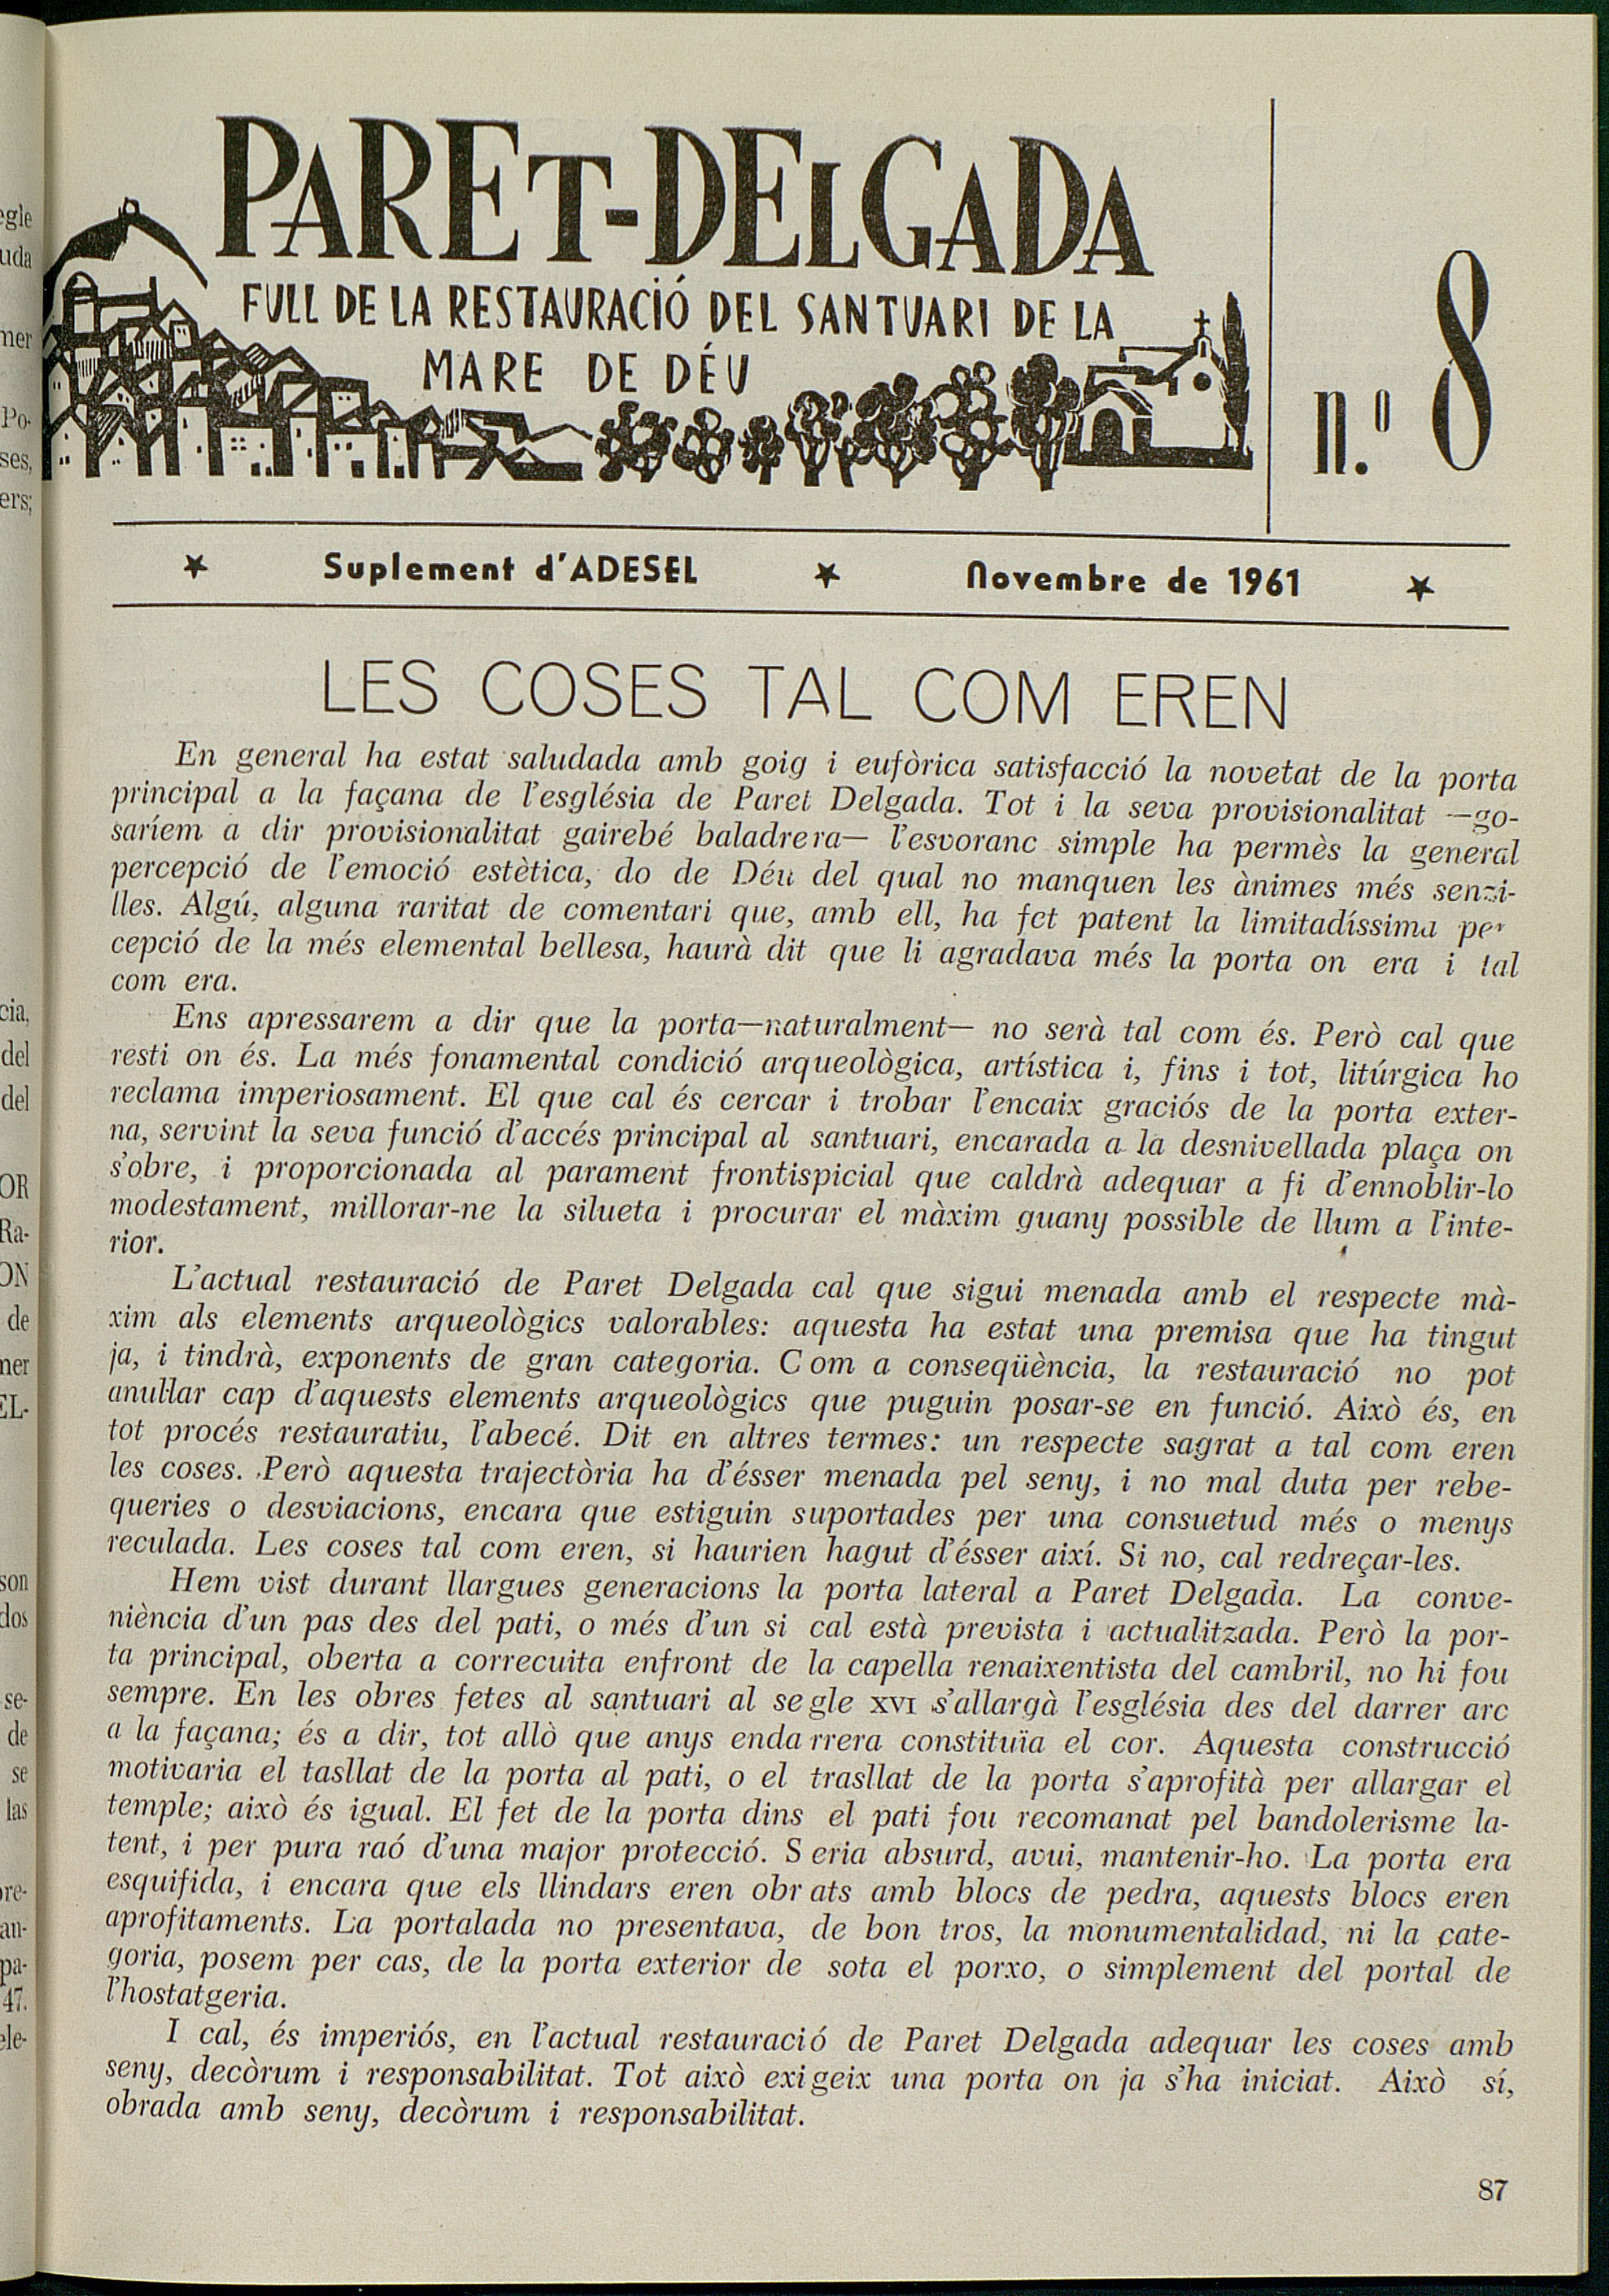 PARET-DELGADA
FULL DE LA RESTAURACIÓ DEL SANTUARI DE LA
MARE DE DÉU
n.º 8
Suplement d'ADESEL
Novembre de 1961
LES COSES TAL COM EREN
En general ha estat saludada amb goig i eufòrica satisfacció la novetat de la porta
principal a la façana de l'església de Paret Delgada. Tot i la seva provisionalitat —go-
saríem a dir provisionalitat gairebé baladrera— l'esvoranc simple ha permès la general
percepció de l'emoció estètica, do de Déu del qual no manquen les ànimes més senzi-
lles. Algú, alguna raritat de comentari que, amb ell, ha fet patent la limitadíssima per
cepció de la més elemental bellesa, haurà dit que li agradava més la porta on era i tal
com era.
Ens apressarem a dir que la porta—naturalment— no serà tal com és. Però cal que
resti on és. La més fonamental condició arqueològica, artística i, fins i tot, litúrgica ho
reclama imperiosament. El que cal és cercar i trobar l'encaix graciós de la porta exter-
na, servint la seva funció d'accés principal al santuari, encarada a la desnivellada plaça on
s'obre, i proporcionada al parament frontispicial que caldrà adequar a fi d'ennoblir-lo
modestament, millorar-ne la silueta i procurar el màxim guany possible de llum a l'inte-
rior.
L'actual restauració de Paret Delgada cal que sigui menada amb el respecte mà-
xim als elements arqueològics valorables: aquesta ha estat una premisa que ha tingut
ja, i tindrà, exponents de gran categoria. Com a conseqüència, la restauració no pot
anul·lar cap d'aquests elements arqueològics que puguin posar-se en funció. Això és, en
tot procés restauratiu, l'abecé. Dit en altres termes: un respecte sagrat a tal com eren
les coses. Però aquesta trajectòria ha d'ésser menada pel seny, i no mal duta per rebe-
queries o desviacions, encara que estiguin suportades per una consuetud més o menys
reculada. Les coses tal com eren, si haurien hagut d'ésser així. Si no, cal redreçar-les.
Hem vist durant llargues generacions la porta lateral a Paret Delgada. La conve-
niència d'un pas des del pati, o més d'un si cal està prevista i actualitzada. Però la por-
ta principal, oberta a correcuita enfront de la capella renaixentista del cambril, no hi fou
sempre. En les obres fetes al santuari al segle XVI s'allargà l'església des del darrer arc
a la façana; és a dir, tot allò que anys endarrera constituïa el cor. Aquesta construcció
motivaria el tasllat de la porta al pati, o el trasllat de la porta s'aprofità per allargar el
temple; això és igual. El fet de la porta dins el pati fou recomanat pel bandolerisme la-
tent, i per pura raó d'una major protecció. Seria absurd, avui, mantenir-ho. La porta era
esquifida, i encara que els llindars eren obrats amb blocs de pedra, aquests blocs eren
aprofitaments. La portalada no presentava, de bon tros, la monumentalidad, ni la cate-
goria, posem per cas, de la porta exterior de sota el porxo, o simplement del portal de
l'hostatgeria.
I cal, és imperiós, en l'actual restauració de Paret Delgada adequar les coses amb
seny, decòrum i responsabilitat. Tot això exigeix una porta on ja s'ha iniciat. Això sí,
obrada amb seny, decòrum i responsabilitat.
87